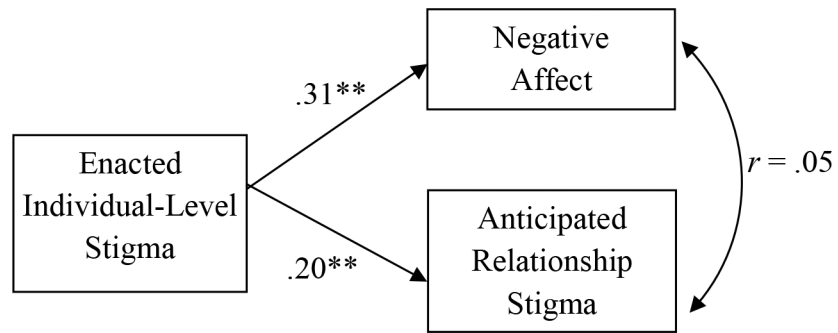 Negative
Affect
.31**
Enacted
Individual-Level
Stigma
r = .05
Anticipated
Relationship
Stigma
.20**